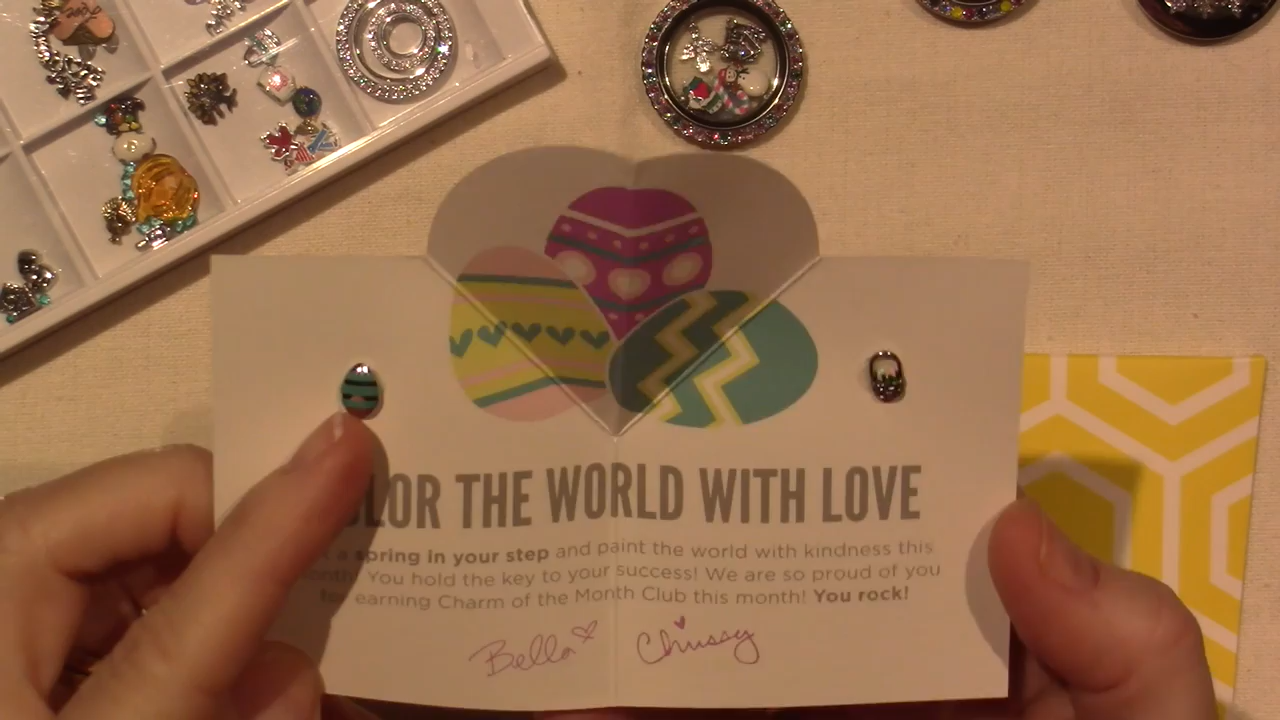 LOR THE WORLD WITH LOVE
a spring in your step and paint the world with kindness this
You hold the key to your success! We are so proud of you
earning Charm of the Month Club this month! You rock!
Bella Chrissy